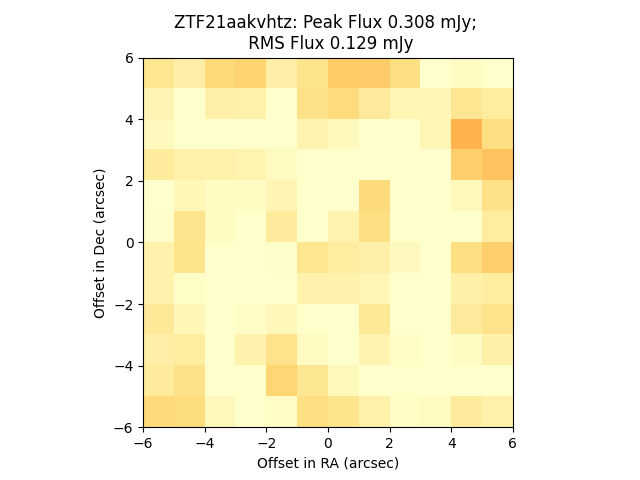 ZTF21aakvhtz: Peak Flux 0.308 mJy;
RMS Flux 0.129 mJy
6
4
2
0
−2
−4
−6
Offset in Dec (arcsec)
−6 −4 −2 0 2 4 6
Offset in RA (arcsec)